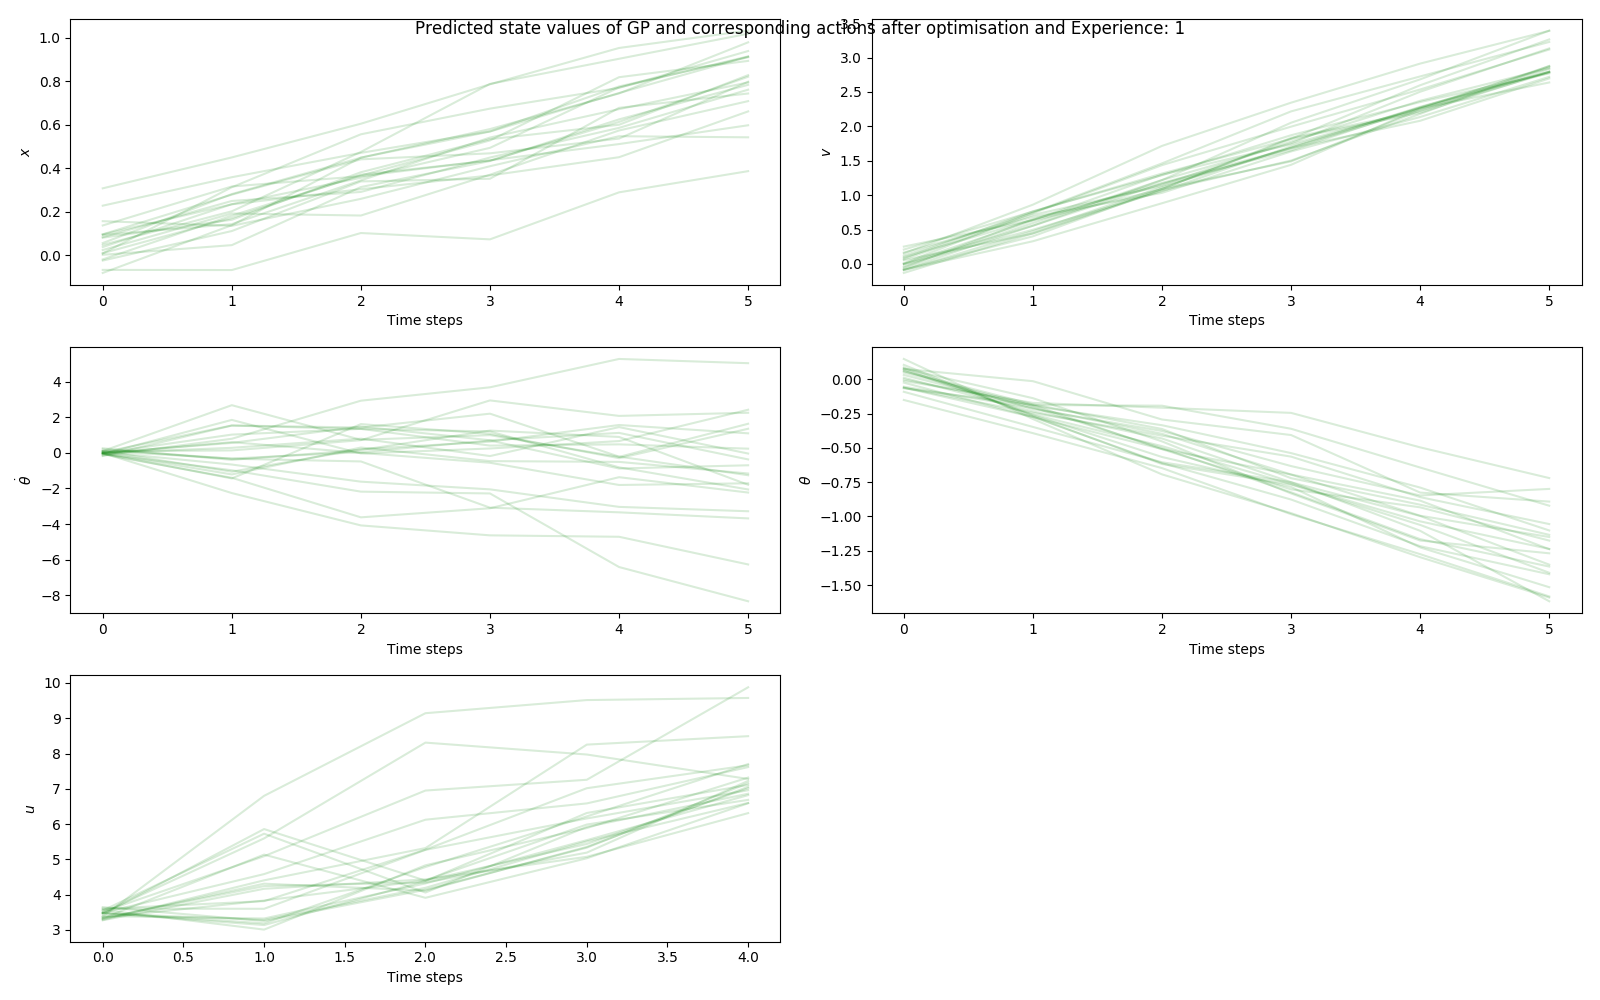 Predicted state values of GP and corresponding actions after optimisation and Experience: 1
1.0
0.8
0.6
0.4
0.2
0.0
x
0 1 2 3 4 5
Time steps
3.5
3.0
2.5
2.0
1.5
1.0
0.5
0.0
v
0 1 2 3 4 5
Time steps
4
2
0
−2
−4
−6
−8
θ̇
0 1 2 3 4 5
Time steps
0.00
−0.25
−0.50
−0.75
−1.00
−1.25
−1.50
θ
0 1 2 3 4 5
Time steps
10
9
8
7
6
5
4
3
u
0.0 0.5 1.0 1.5 2.0 2.5 3.0 3.5 4.0
Time steps